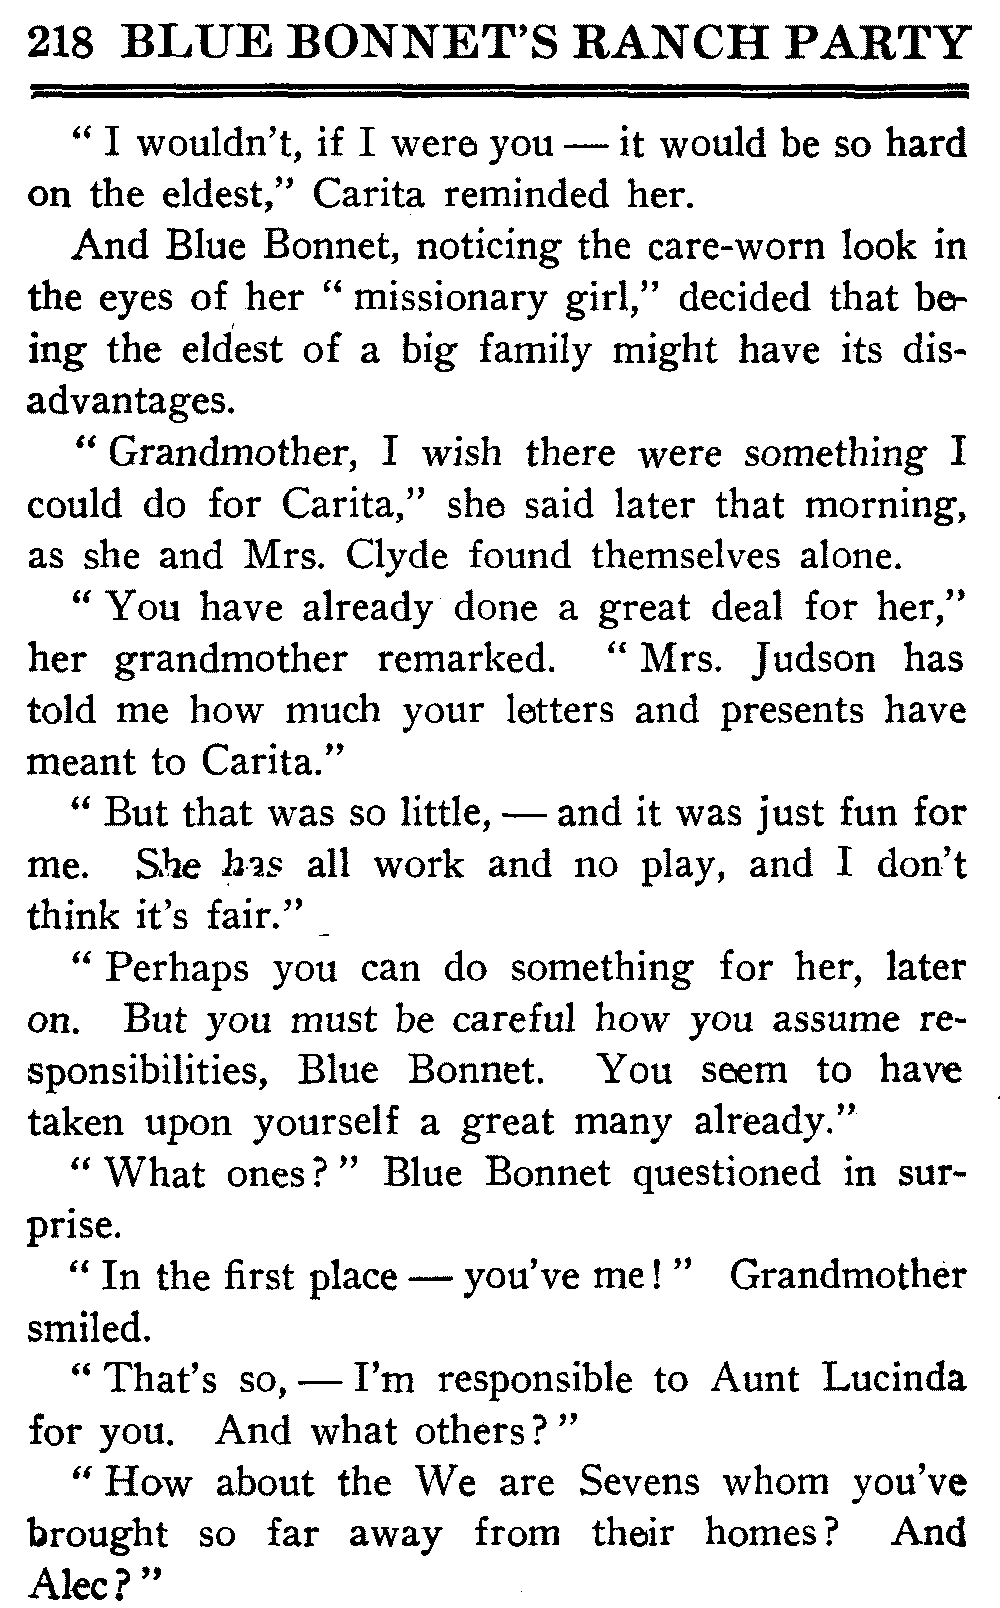 218 BLUE BONNET'S RANCH PARTY
" I wouldn't, if I were you — it would be so hard
on the eldest," Carita reminded her.
And Blue Bonnet, noticing the care-worn look in
the eyes of her " missionary girl," decided that be-
ing the eldest of a big family might have its dis-
advantages.
" Grandmother, I wish there were something I
could do for Carita," she said later that morning,
as she and Mrs. Clyde found themselves alone.
" You have already done a great deal for her,"
her grandmother remarked. " Mrs. Judson has
told me how much your letters and presents have
meant to Carita."
" But that was so little, — and it was just fun for
me. She has all work and no play, and I don't
think it's fair."
" Perhaps you can do something for her, later
on. But you must be careful how you assume re-
sponsibilities, Blue Bonnet. You seem to have
taken upon yourself a great many already."
" What ones? " Blue Bonnet questioned in sur-
prise.
" In the first place — you've me! " Grandmother
smiled.
" That's so, — I'm responsible to Aunt Lucinda
for you. And what others? "
" How about the We are Sevens whom you've
brought so far away from their homes? And
Alec? "